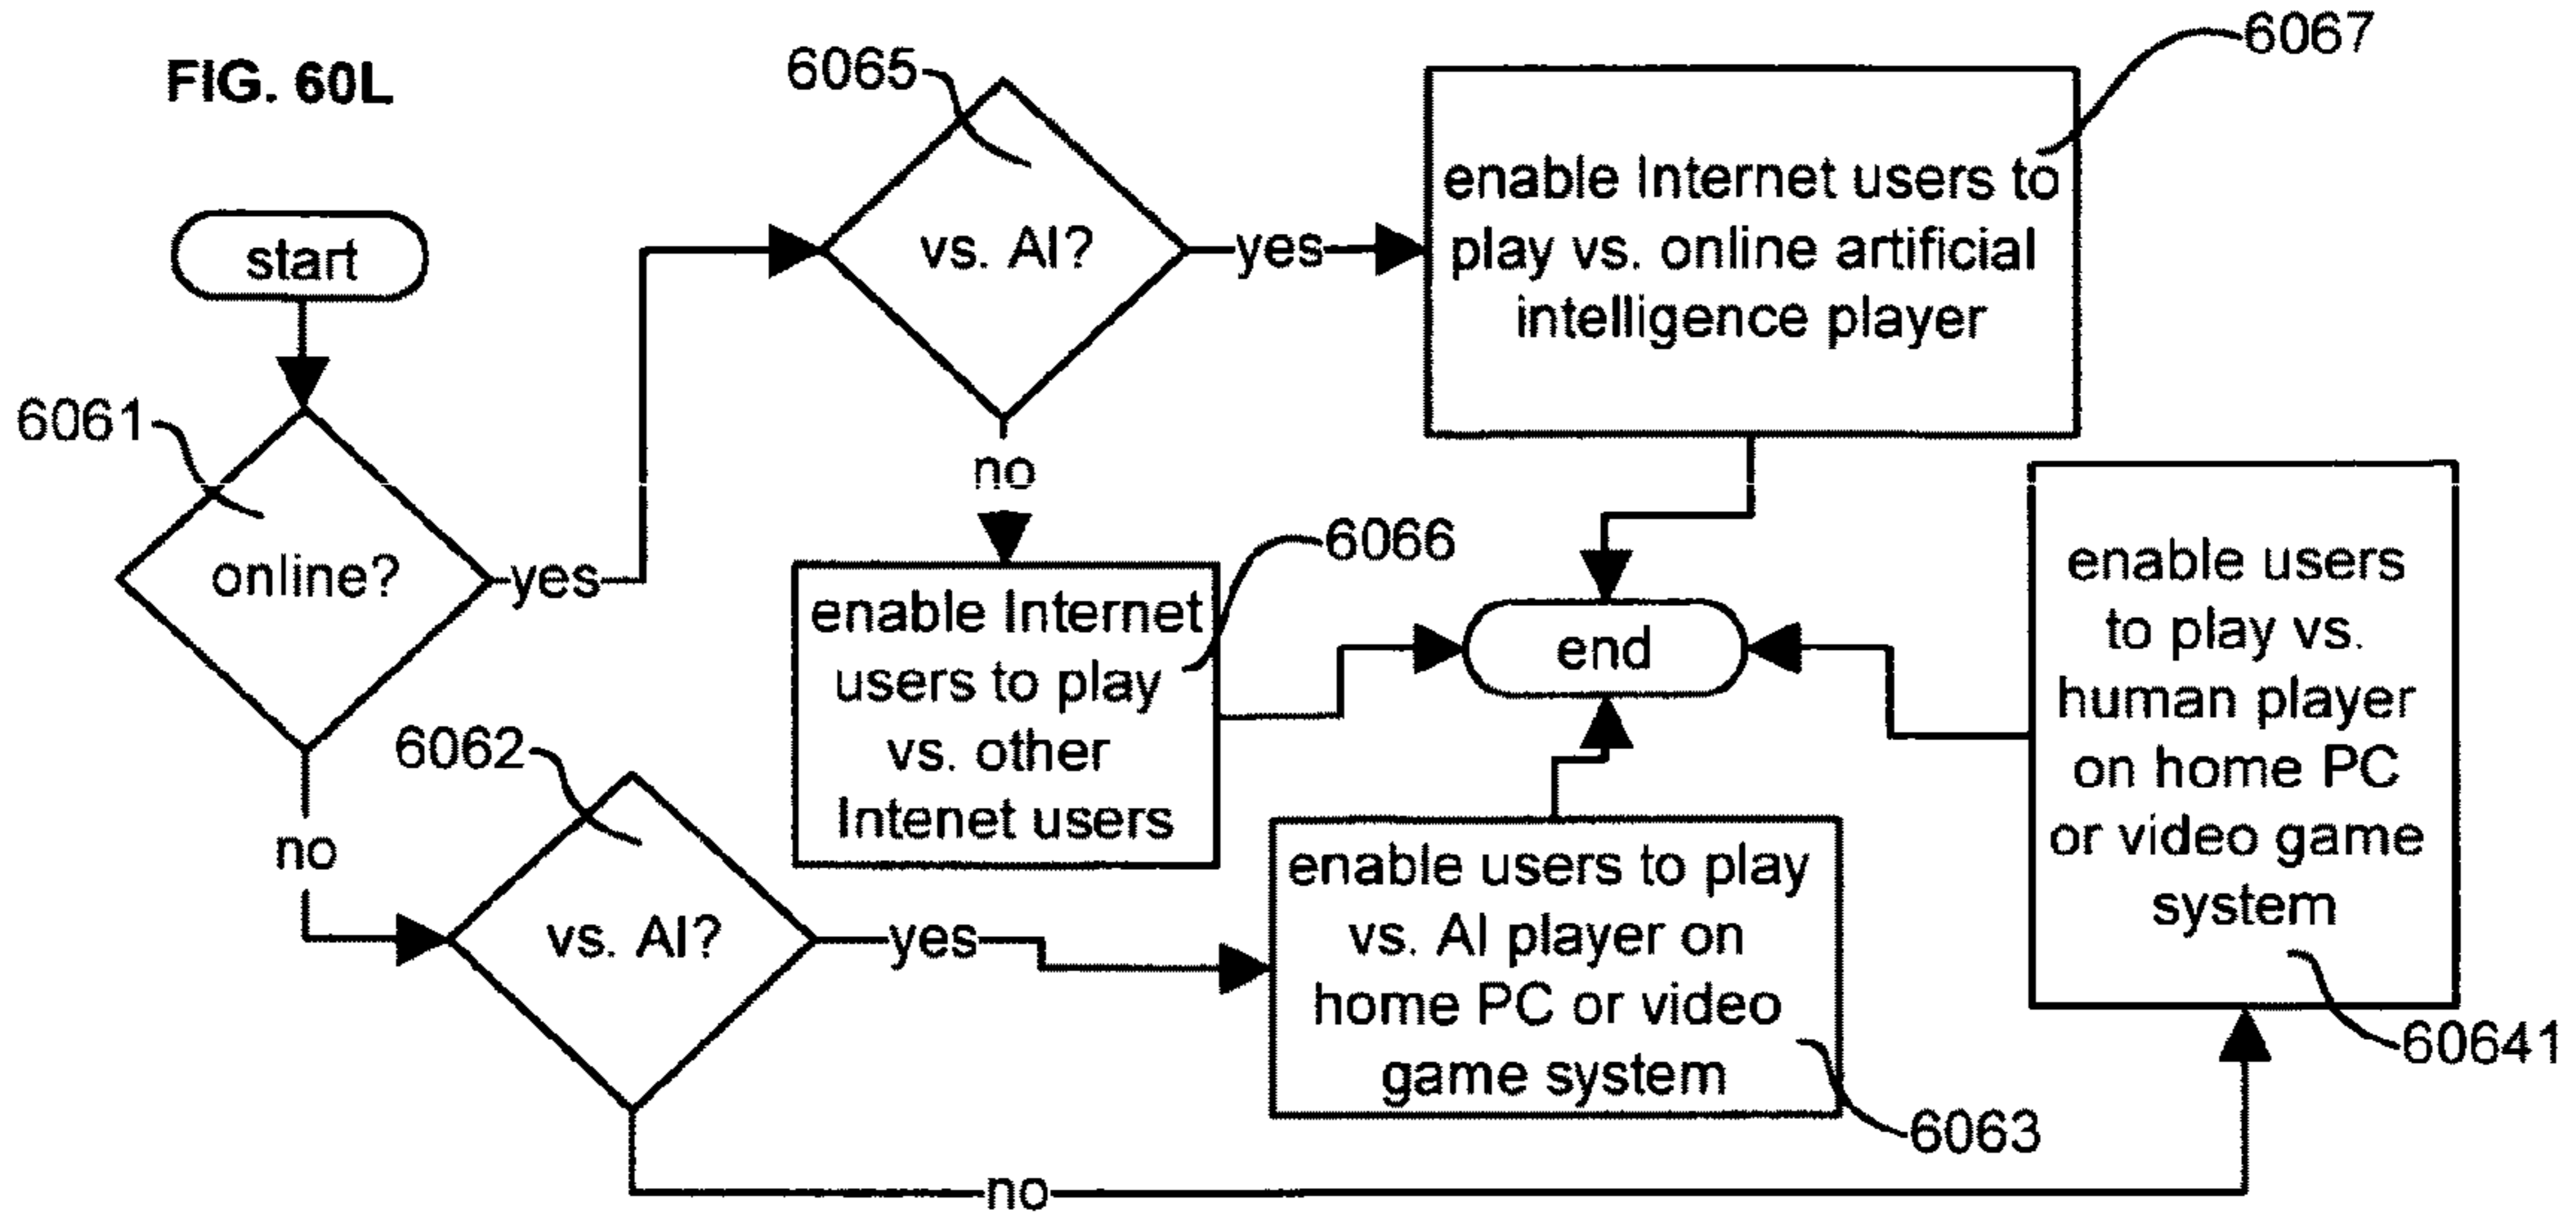 FIG. 60L
start
6061
online?
yes
no
6065
vs. AI?
yes
no
6067
enable Internet users to
play vs. online artificial
intelligence player
6066
enable Internet
users to play
vs. other
Intenet users
end
6062
vs. AI?
yes
no
enable users to play
vs. AI player on
home PC or video
game system
6063
enable users
to play vs.
human player
on home PC
or video game
system
60641